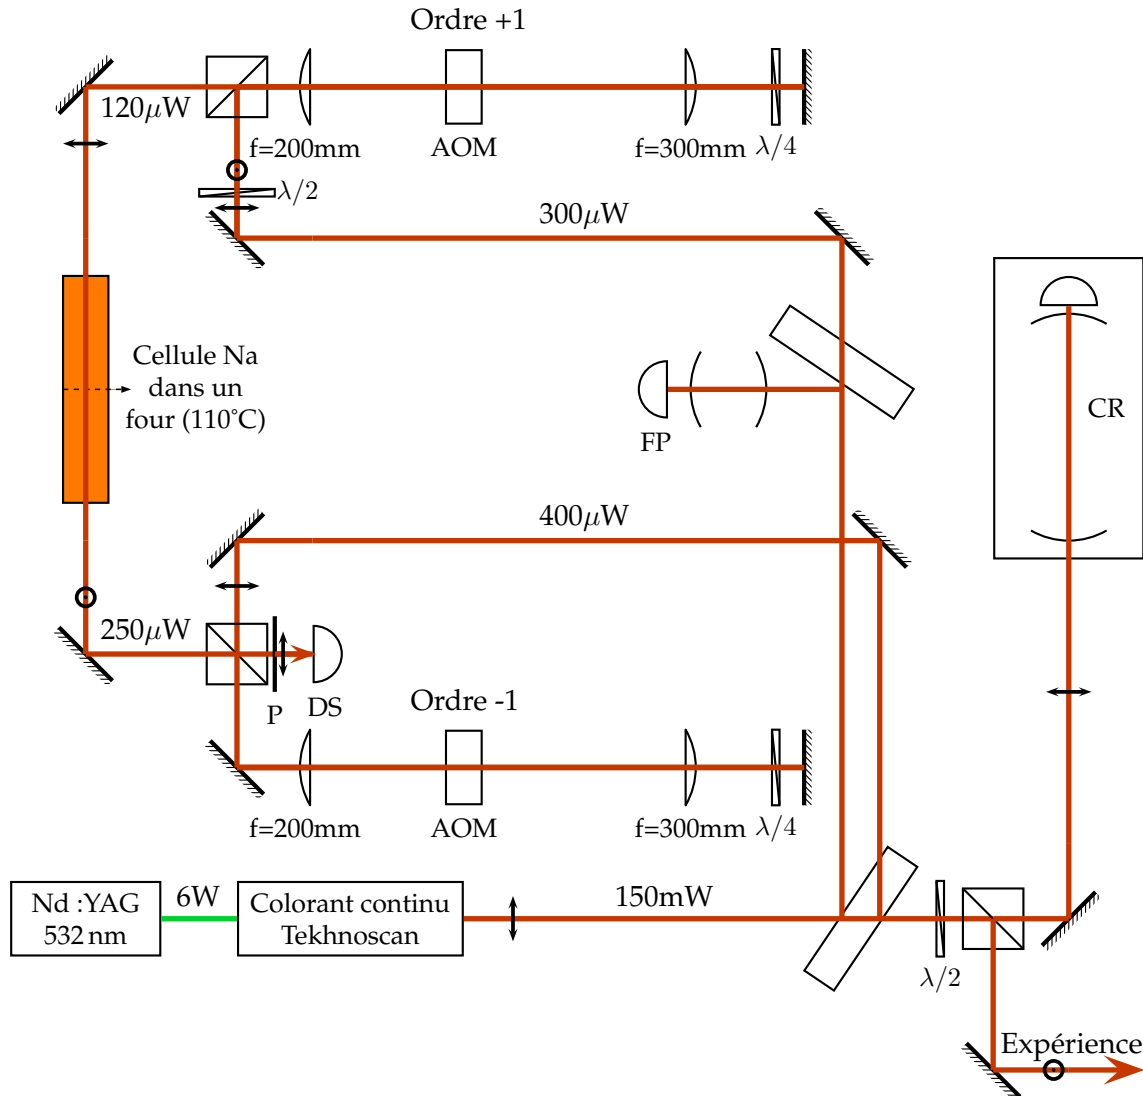 Ordre +1
120μW
f=200mm
AOM
f=300mm
λ/4
λ/2
300μW
Cellule Na
dans un
four (110°C)
FP
CR
400μW
250μW
P
DS
Ordre -1
f=200mm
AOM
f=300mm
λ/4
Nd :YAG
532 nm
6W
Colorant continu
Tekhnoscan
150mW
λ/2
Expérience